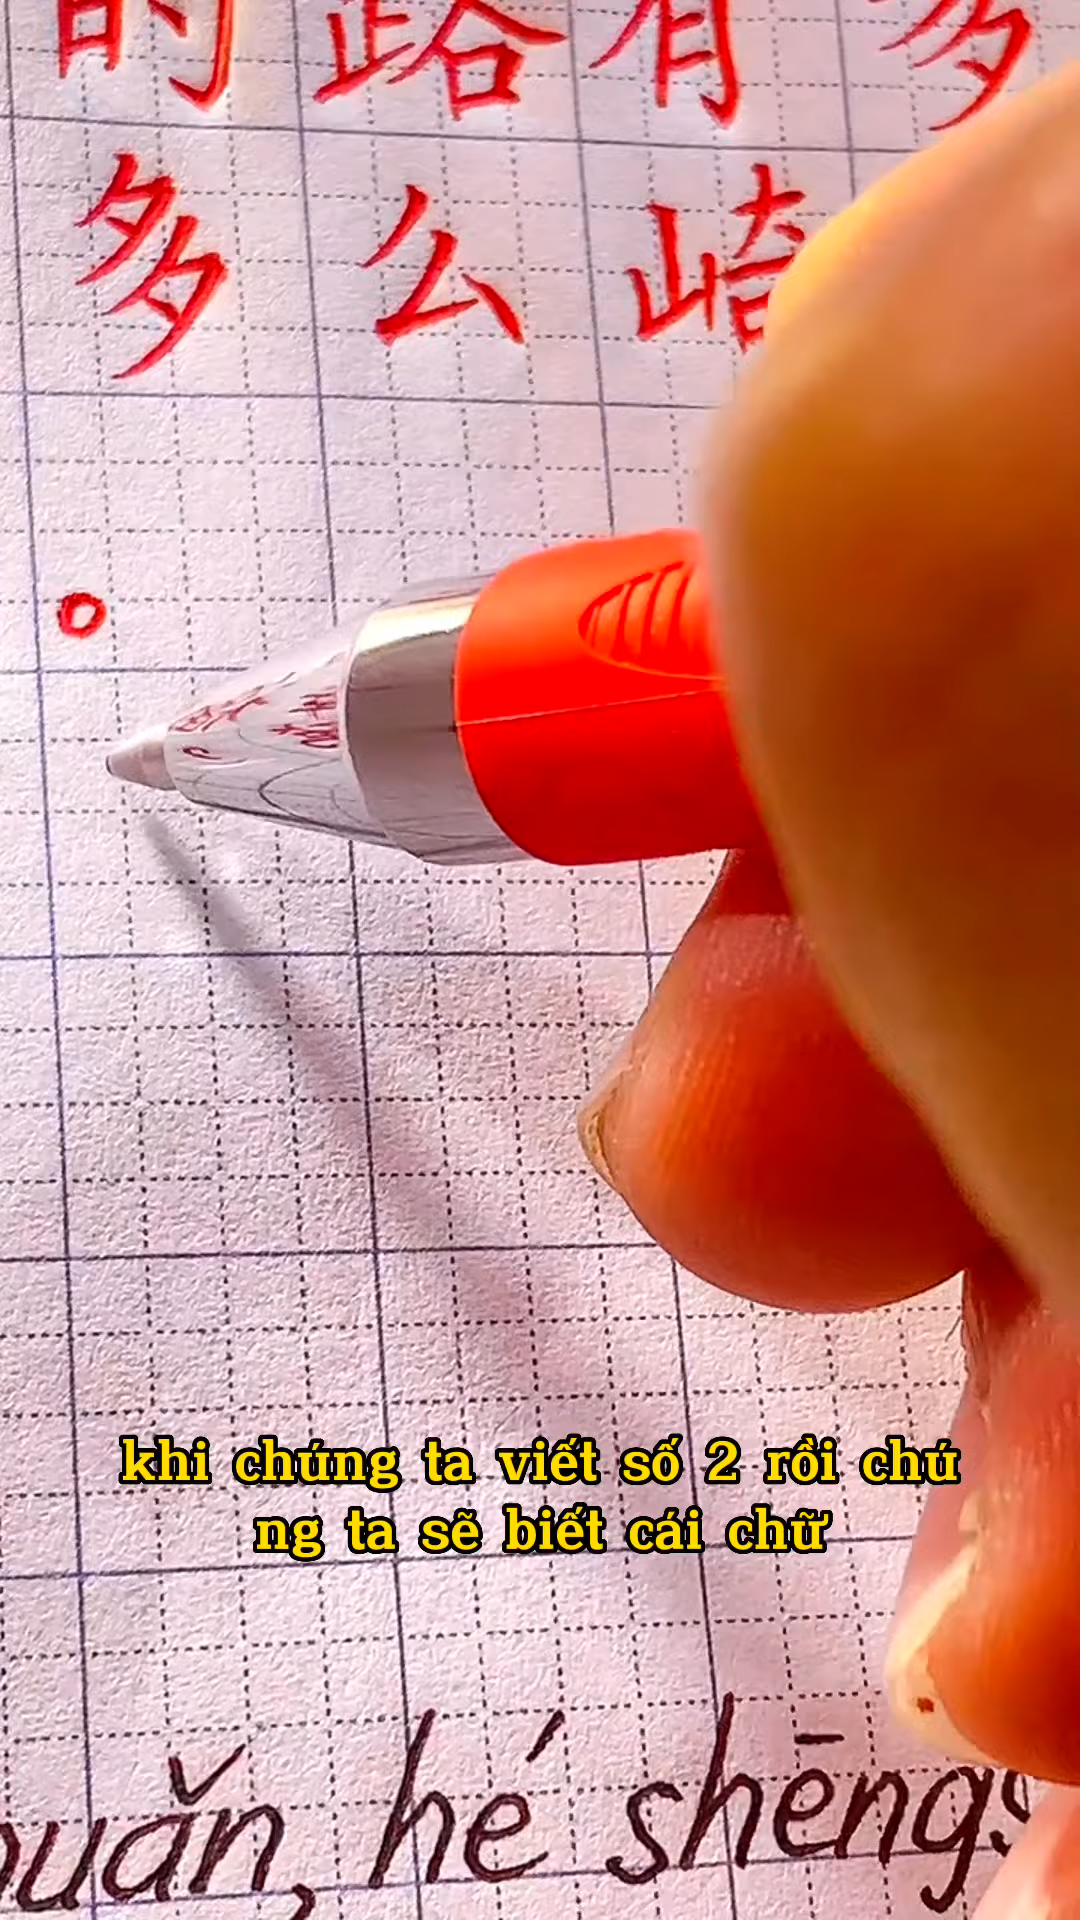 的路有多
多么崎
khi chúng ta viết số 2 rồi chú
ng ta sẽ biết cái chữ
uǎn, hé shēng